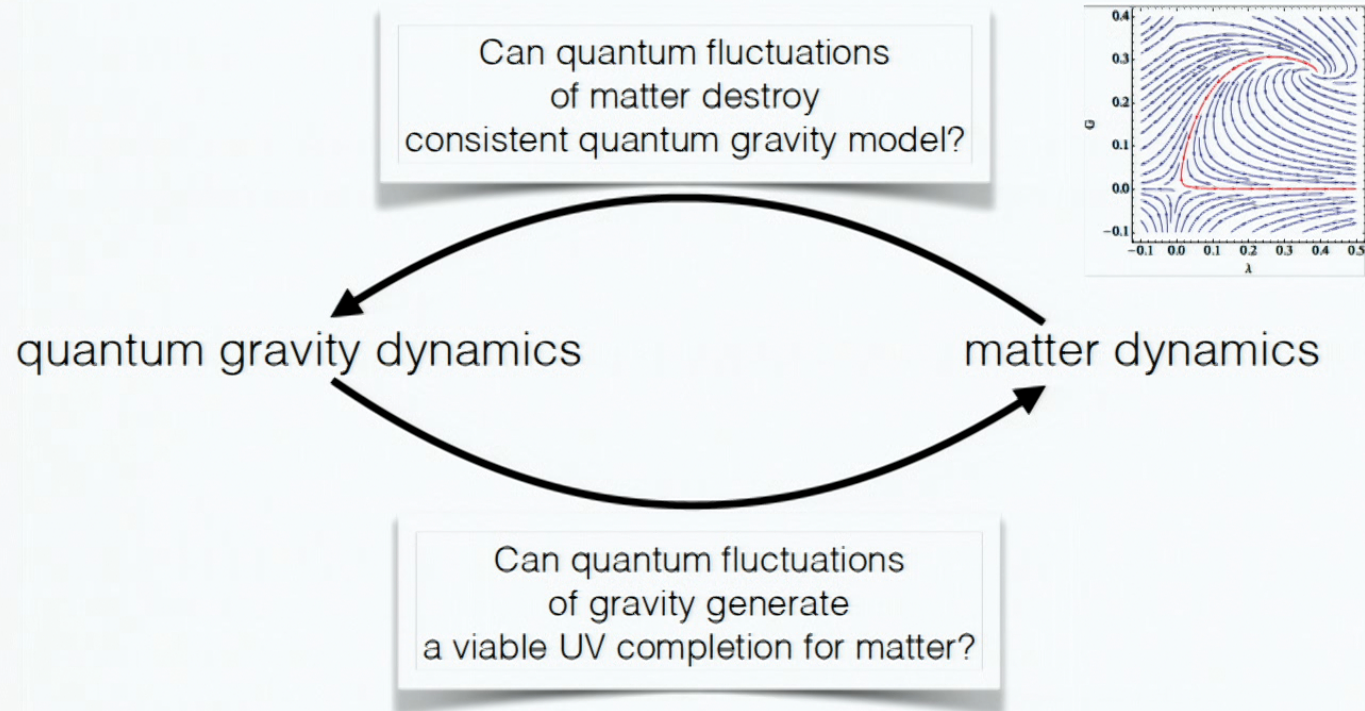 Can quantum fluctuations
of matter destroy
consistent quantum gravity model?
0.4
0.3
0.2
0.1
0.0
−0.1
G
−0.1 0.0 0.1 0.2 0.3 0.4 0.5
λ
quantum gravity dynamics
matter dynamics
Can quantum fluctuations
of gravity generate
a viable UV completion for matter?